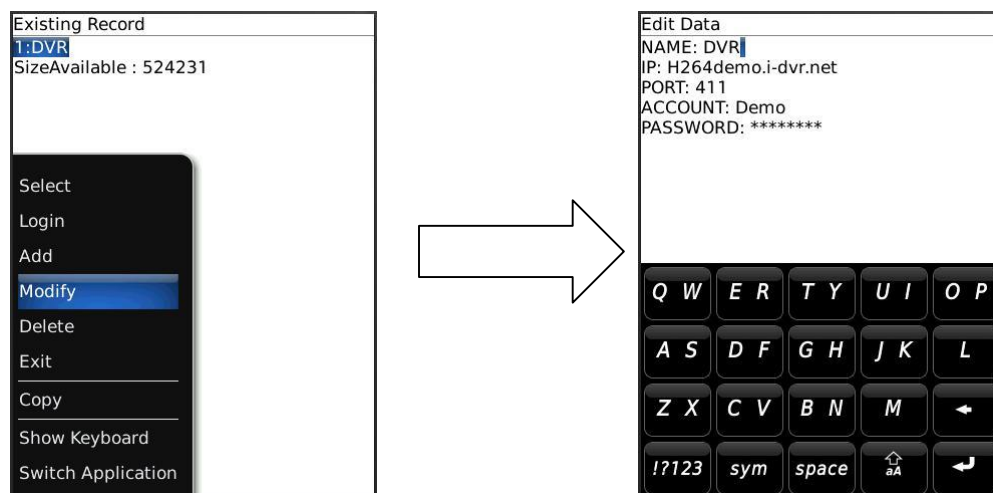 Existing Record
1:DVR
SizeAvailable : 524231
Select
Login
Add
Modify
Delete
Exit
Copy
Show Keyboard
Switch Application
Edit Data
NAME: DVR
IP: H264demo.i-dvr.net
PORT: 411
ACCOUNT: Demo
PASSWORD: ********
Q W E R T Y U I O P
A S D F G H J K L
Z X C V B N M
!?123 sym space aA